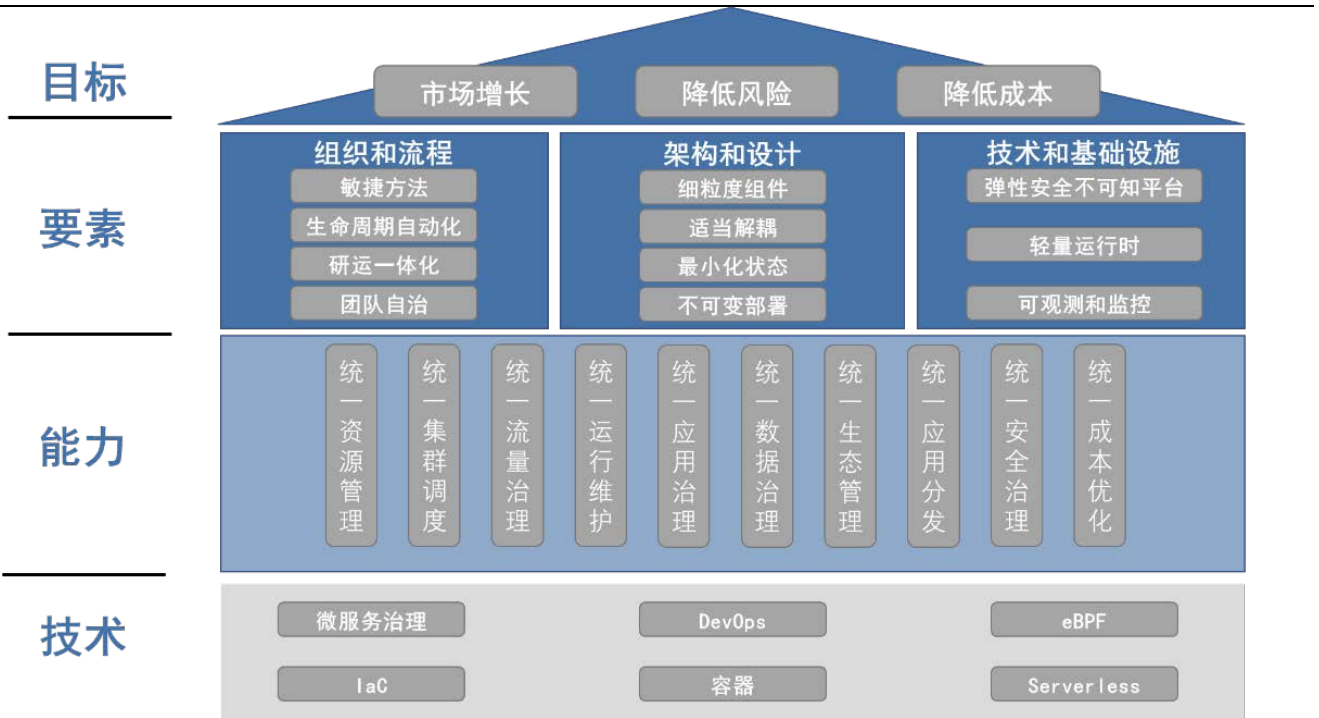 目标
市场增长
降低风险
降低成本
要素
组织和流程
敏捷方法
生命周期自动化
研运一体化
团队自治
架构和设计
细粒度组件
适当解耦
最小化状态
不可变部署
技术和基础设施
弹性安全不可知平台
轻量运行时
可观测和监控
能力
统一资源管理
统一集群调度
统一流量治理
统一运行维护
统一应用治理
统一数据治理
统一生态管理
统一应用分发
统一安全治理
统一成本优化
技术
微服务治理
DevOps
eBPF
IaC
容器
Serverless